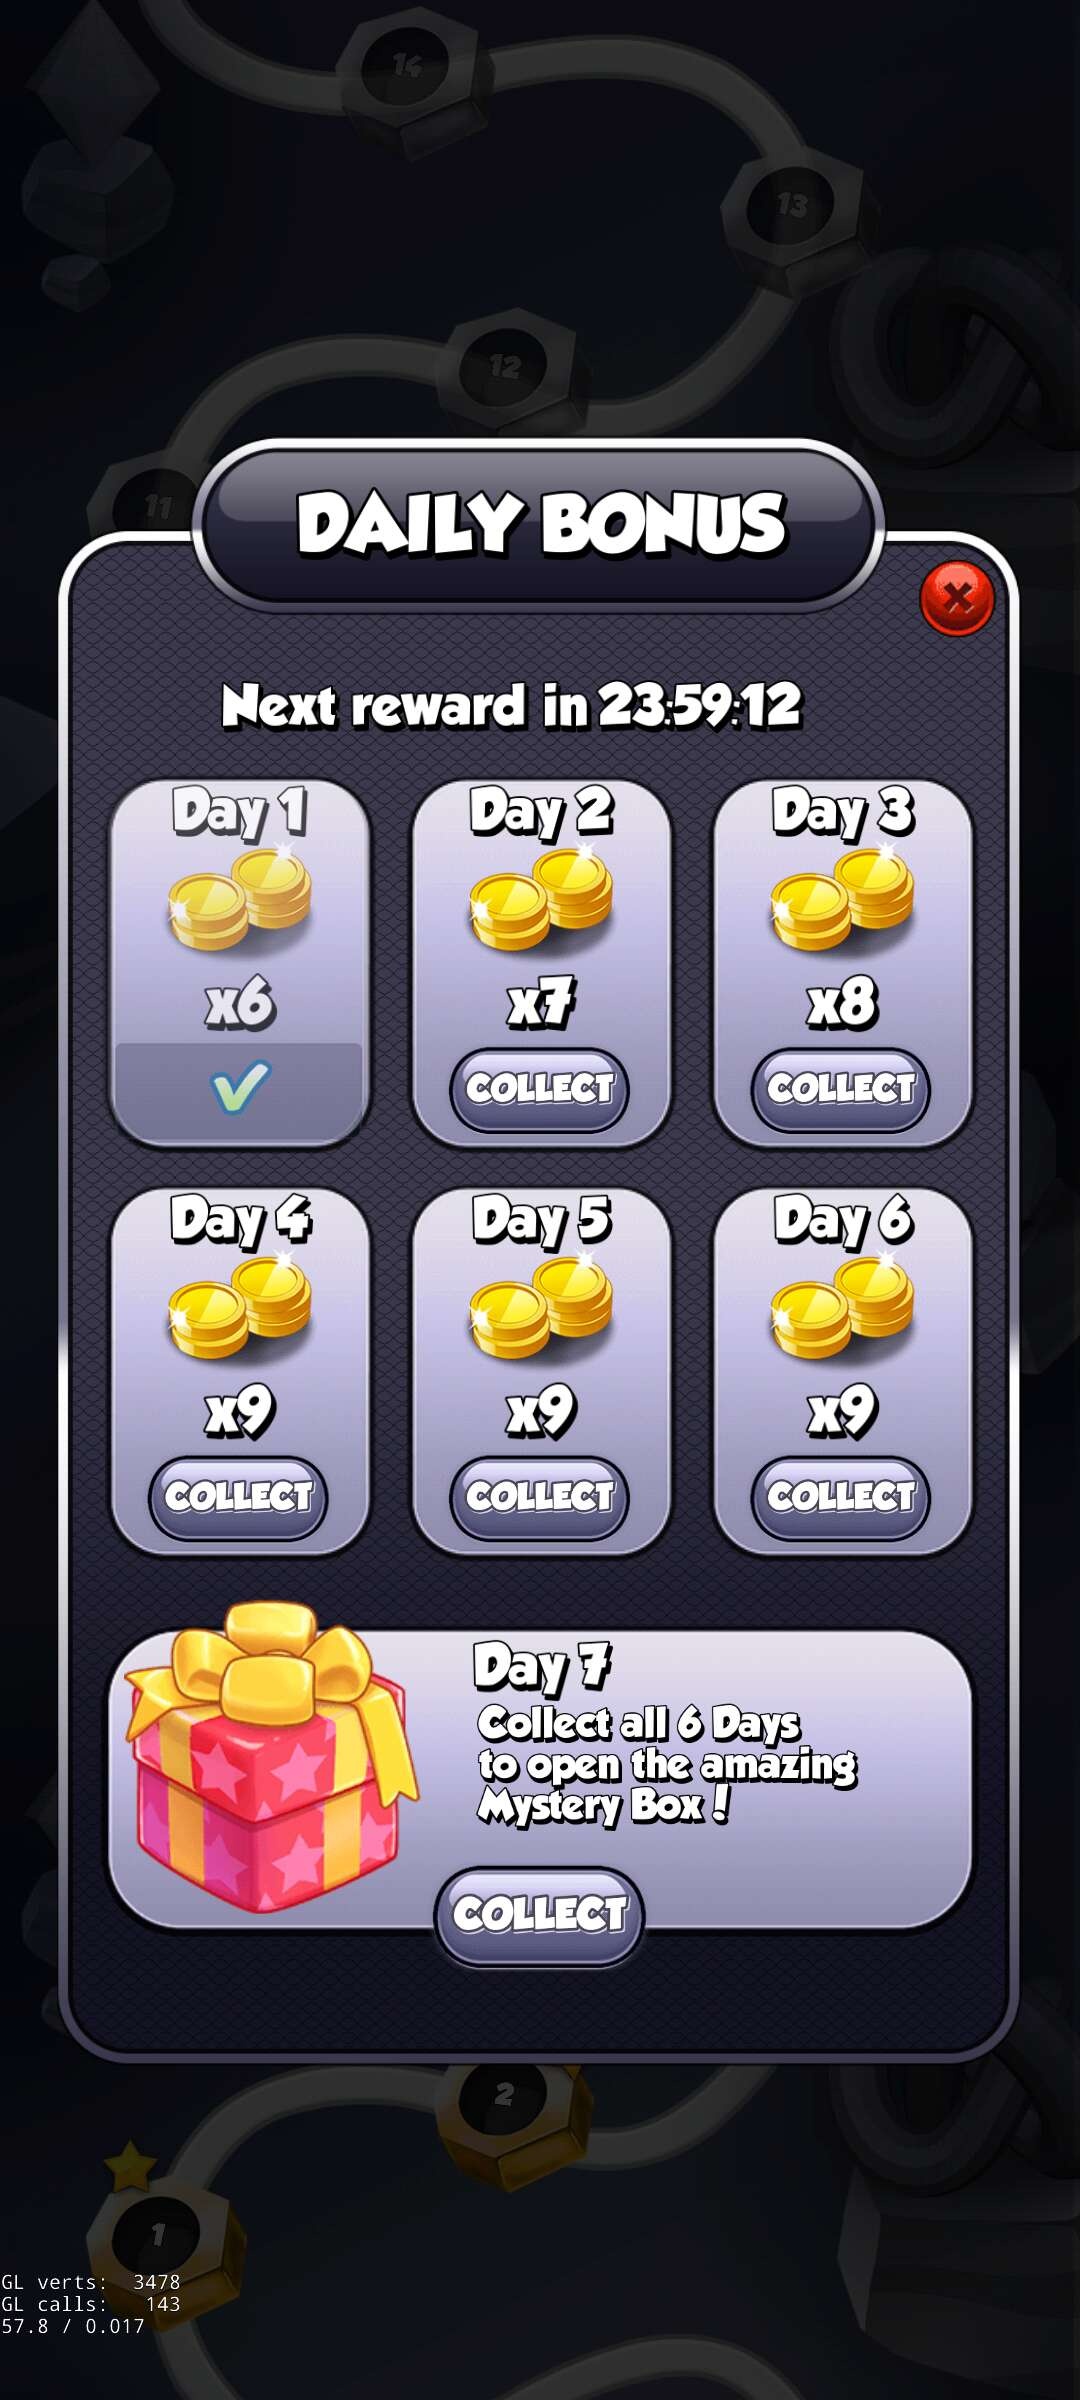 14
13
12
11
DAILY BONUS
Next reward in 23:59:12
Day 1
x6
Day 2
x7
COLLECT
Day 3
x8
COLLECT
Day 4
x9
COLLECT
Day 5
x9
COLLECT
Day 6
x9
COLLECT
Day 7
Collect all 6 Days
to open the amazing
Mystery Box!
COLLECT
2
1
GL verts: 3478
GL calls: 143
57.8 / 0.017